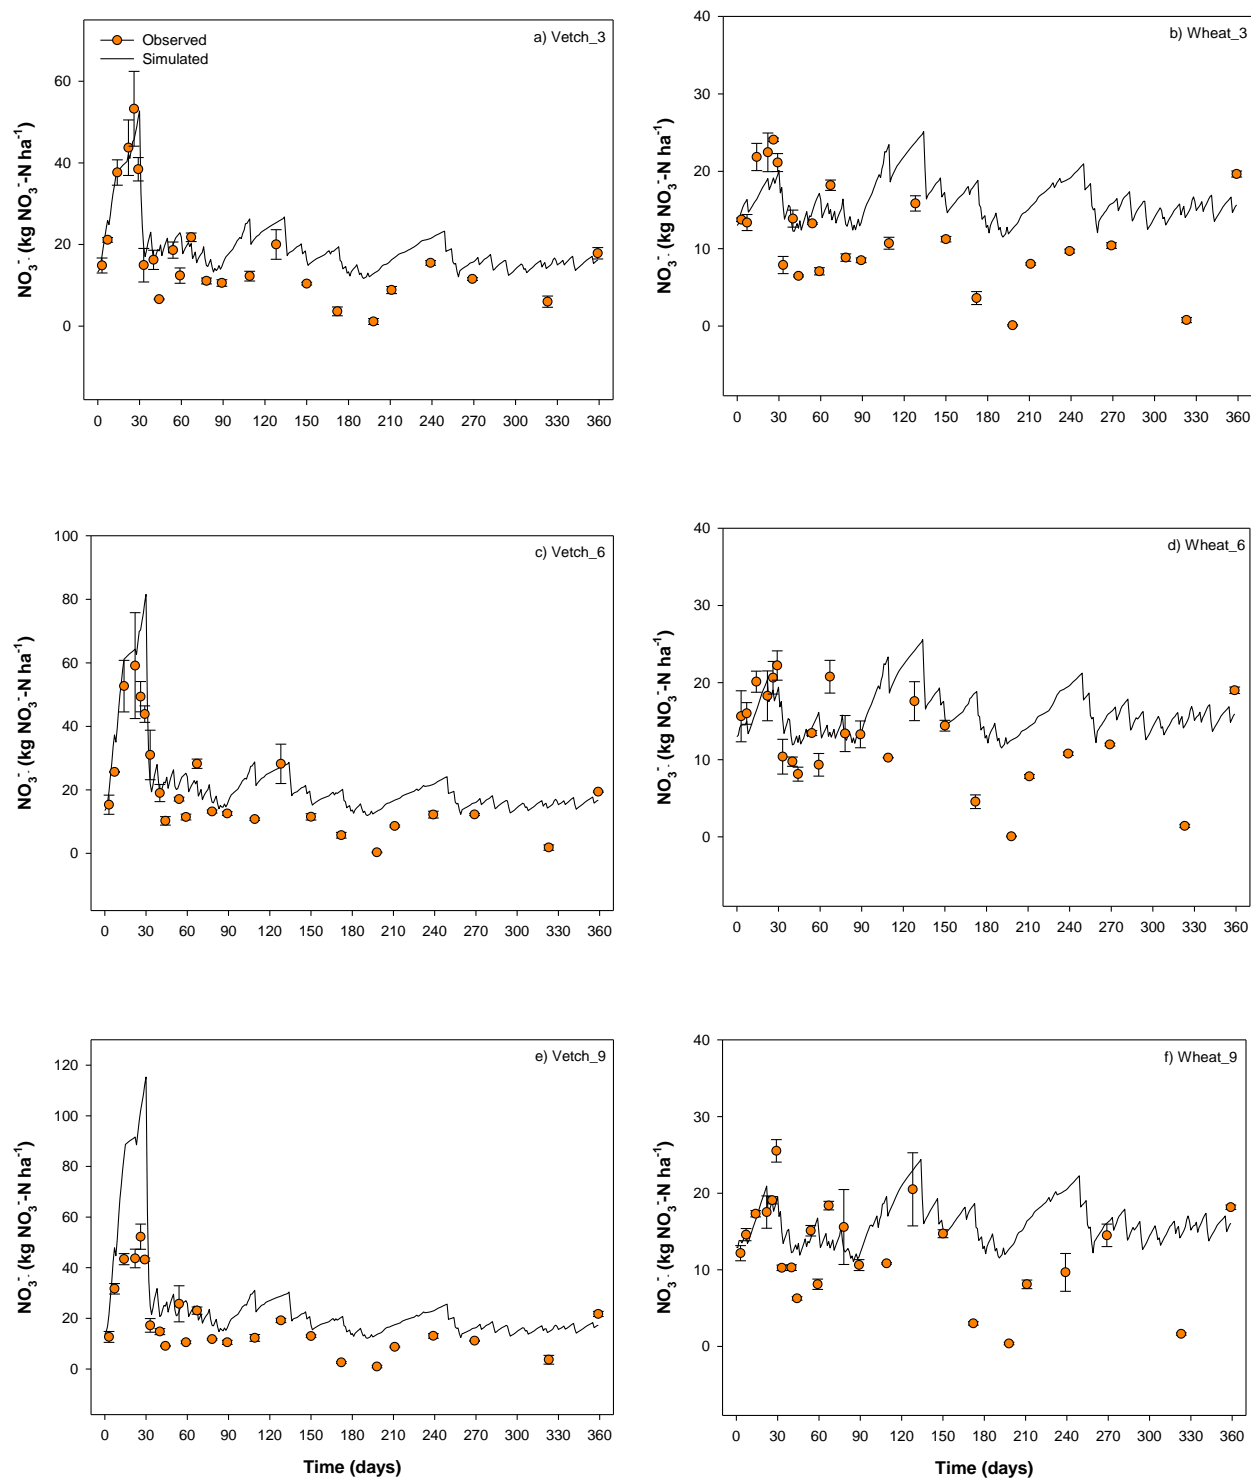 a) Vetch_3
Observed
Simulated
NO₃⁻-N (kg NO₃⁻-N ha⁻¹)
60
40
20
0
0 30 60 90 120 150 180 210 240 270 300 330 360
b) Wheat_3
NO₃⁻ (kg NO₃⁻-N ha⁻¹)
40
30
20
10
0
0 30 60 90 120 150 180 210 240 270 300 330 360
c) Vetch_6
NO₃⁻ (kg NO₃⁻-N ha⁻¹)
100
80
60
40
20
0
0 30 60 90 120 150 180 210 240 270 300 330 360
d) Wheat_6
NO₃⁻ (kg NO₃⁻-N ha⁻¹)
40
30
20
10
0
0 30 60 90 120 150 180 210 240 270 300 330 360
e) Vetch_9
NO₃⁻ (kg NO₃⁻-N ha⁻¹)
120
100
80
60
40
20
0
0 30 60 90 120 150 180 210 240 270 300 330 360
Time (days)
f) Wheat_9
NO₃⁻ (kg NO₃⁻-N ha⁻¹)
40
30
20
10
0
0 30 60 90 120 150 180 210 240 270 300 330 360
Time (days)